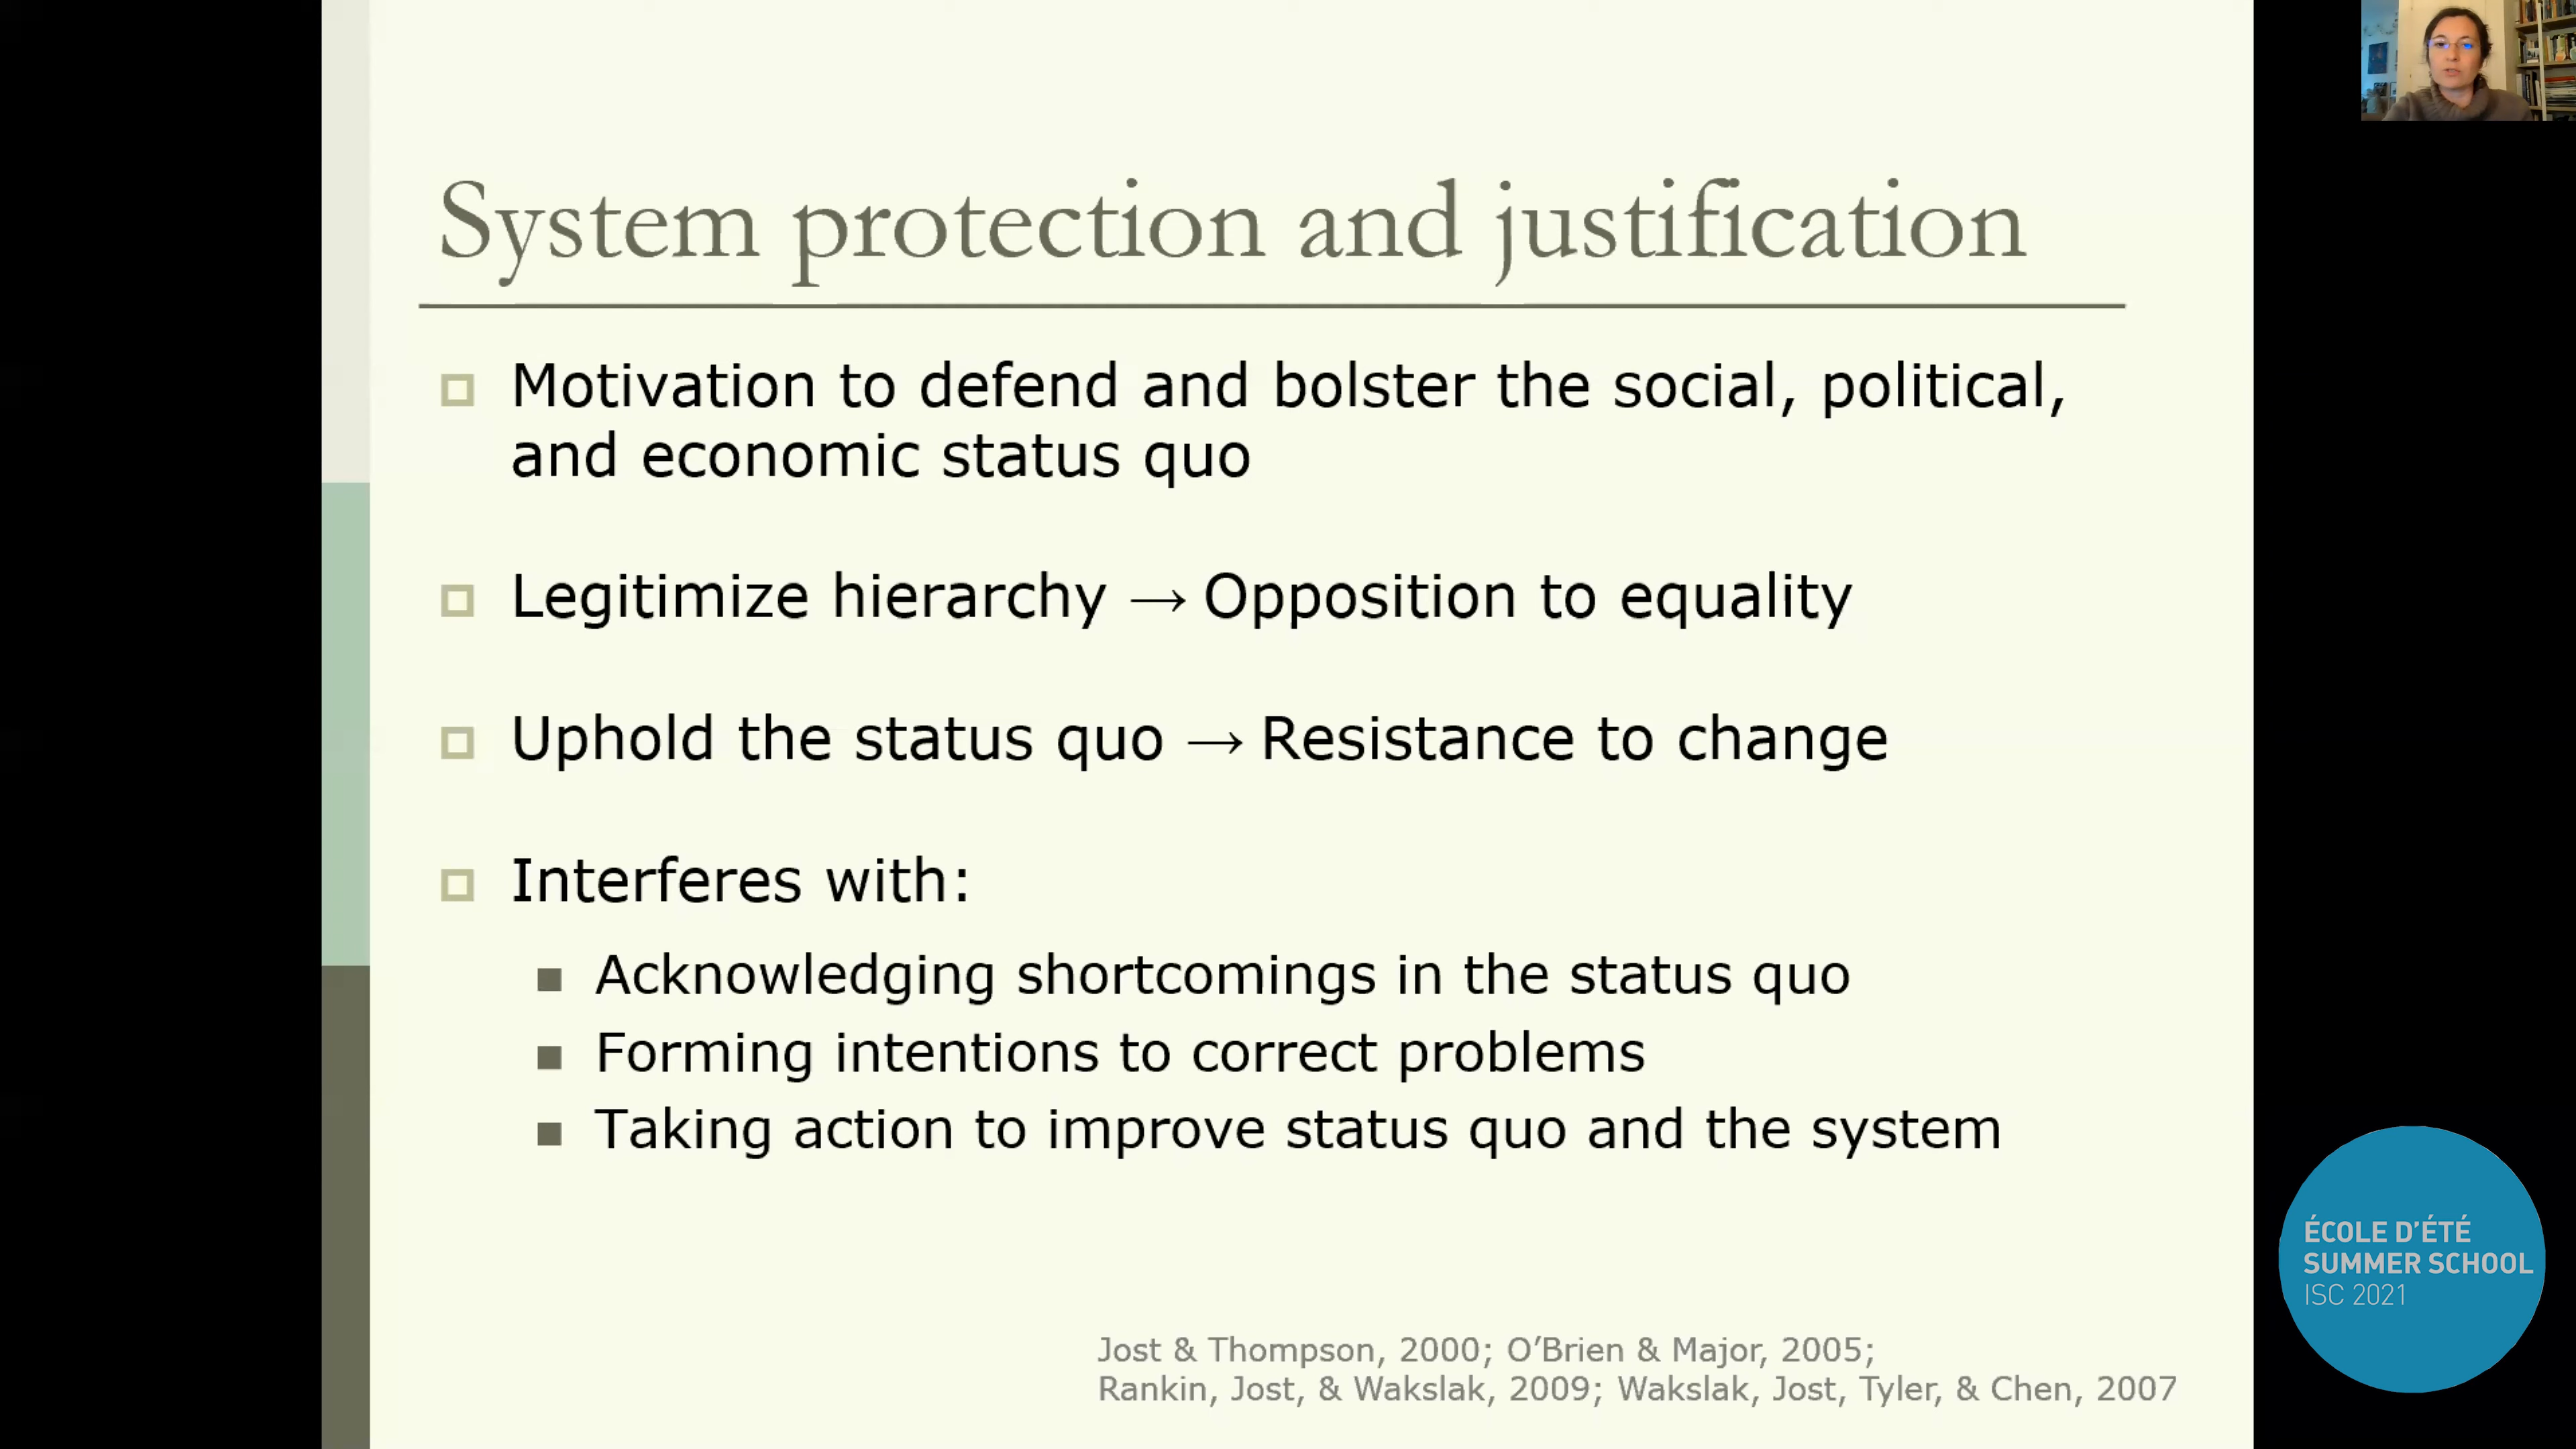 System protection and justification
Motivation to defend and bolster the social, political,
and economic status quo
Legitimize hierarchy → Opposition to equality
Uphold the status quo → Resistance to change
Interferes with:
Acknowledging shortcomings in the status quo
Forming intentions to correct problems
Taking action to improve status quo and the system
Jost & Thompson, 2000; O’Brien & Major, 2005;
Rankin, Jost, & Wakslak, 2009; Wakslak, Jost, Tyler, & Chen, 2007
ÉCOLE D’ÉTÉ
SUMMER SCHOOL
ISC 2021